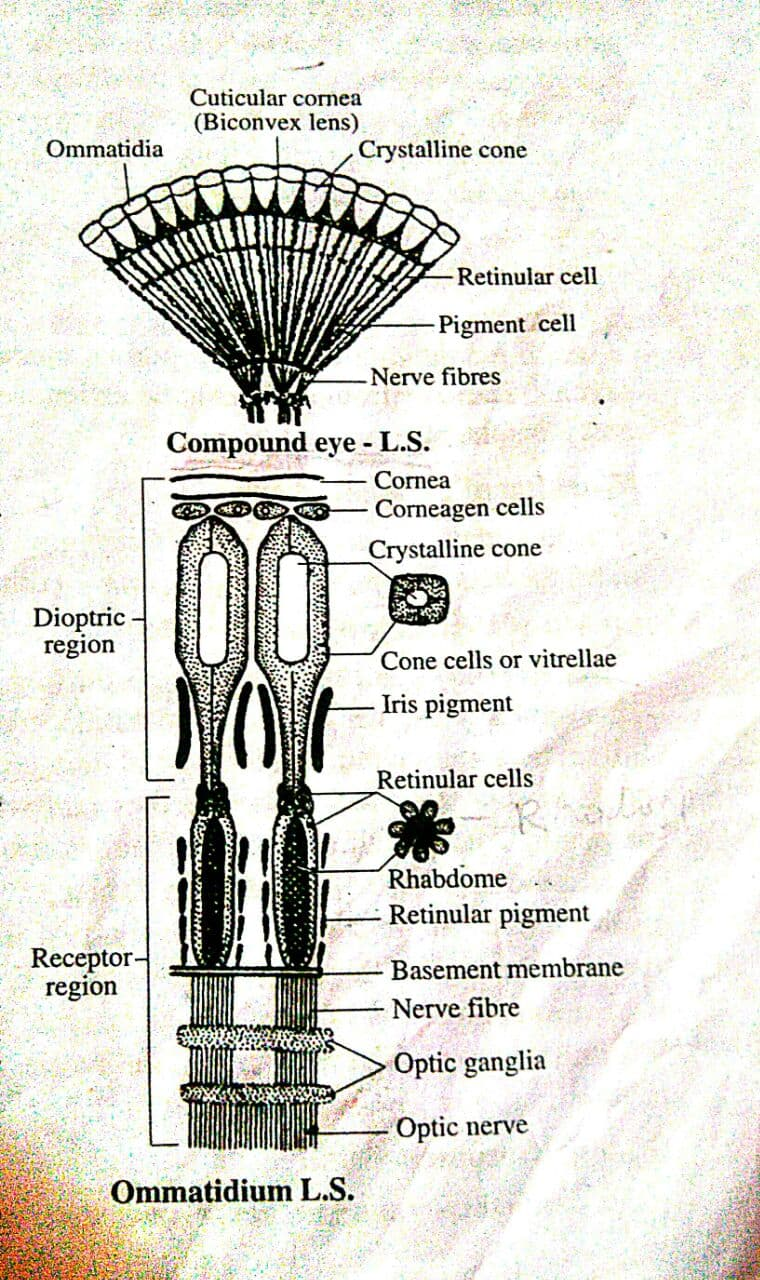 Cuticular cornea
(Biconvex lens)
Ommatidia
Crystalline cone
Retinular cell
Pigment cell
Nerve fibres
Compound eye - L.S.
Cornea
Corneagen cells
Crystalline cone
Dioptric
region
Cone cells or vitrellae
Iris pigment
Retinular cells
Rhabdome
Retinular pigment
Receptor
region
Basement membrane
Nerve fibre
Optic ganglia
Optic nerve
Ommatidium L.S.